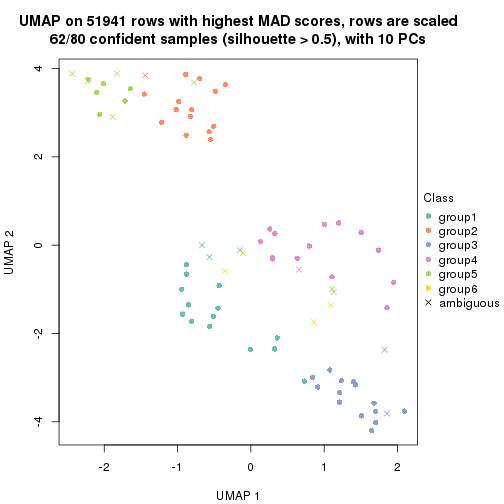 UMAP on 51941 rows with highest MAD scores, rows are scaled
62/80 confident samples (silhouette > 0.5), with 10 PCs
4
2
0
-2
-4
UMAP 2
-2
-1
0
1
2
UMAP 1
Class
group1
group2
group3
group4
group5
group6
ambiguous